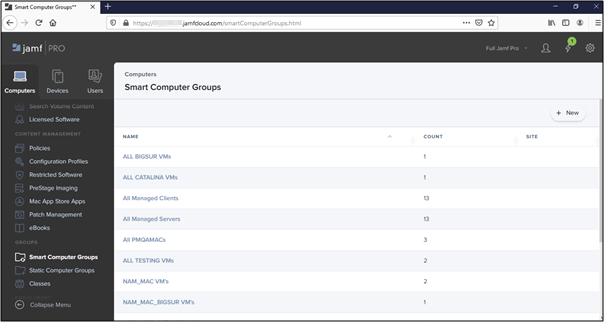 Smart Computer Groups**
https:// .jamfcloud.com/smartComputerGroups.html
jamf PRO
Full Jamf Pro
1
Computers
Devices
Users
Search Volume Content
Licensed Software
CONTENT MANAGEMENT
Policies
Configuration Profiles
Restricted Software
PreStage Imaging
Mac App Store Apps
Patch Management
eBooks
GROUPS
Smart Computer Groups
Static Computer Groups
Classes
Collapse Menu
Computers
Smart Computer Groups
+ New
NAME COUNT SITE
ALL BIGSUR VMs 1
ALL CATALINA VMs 1
All Managed Clients 13
All Managed Servers 13
All PMQAMACs 3
ALL TESTING VMs 2
NAM_MAC VM's 2
NAM_MAC_BIGSUR VM's 1